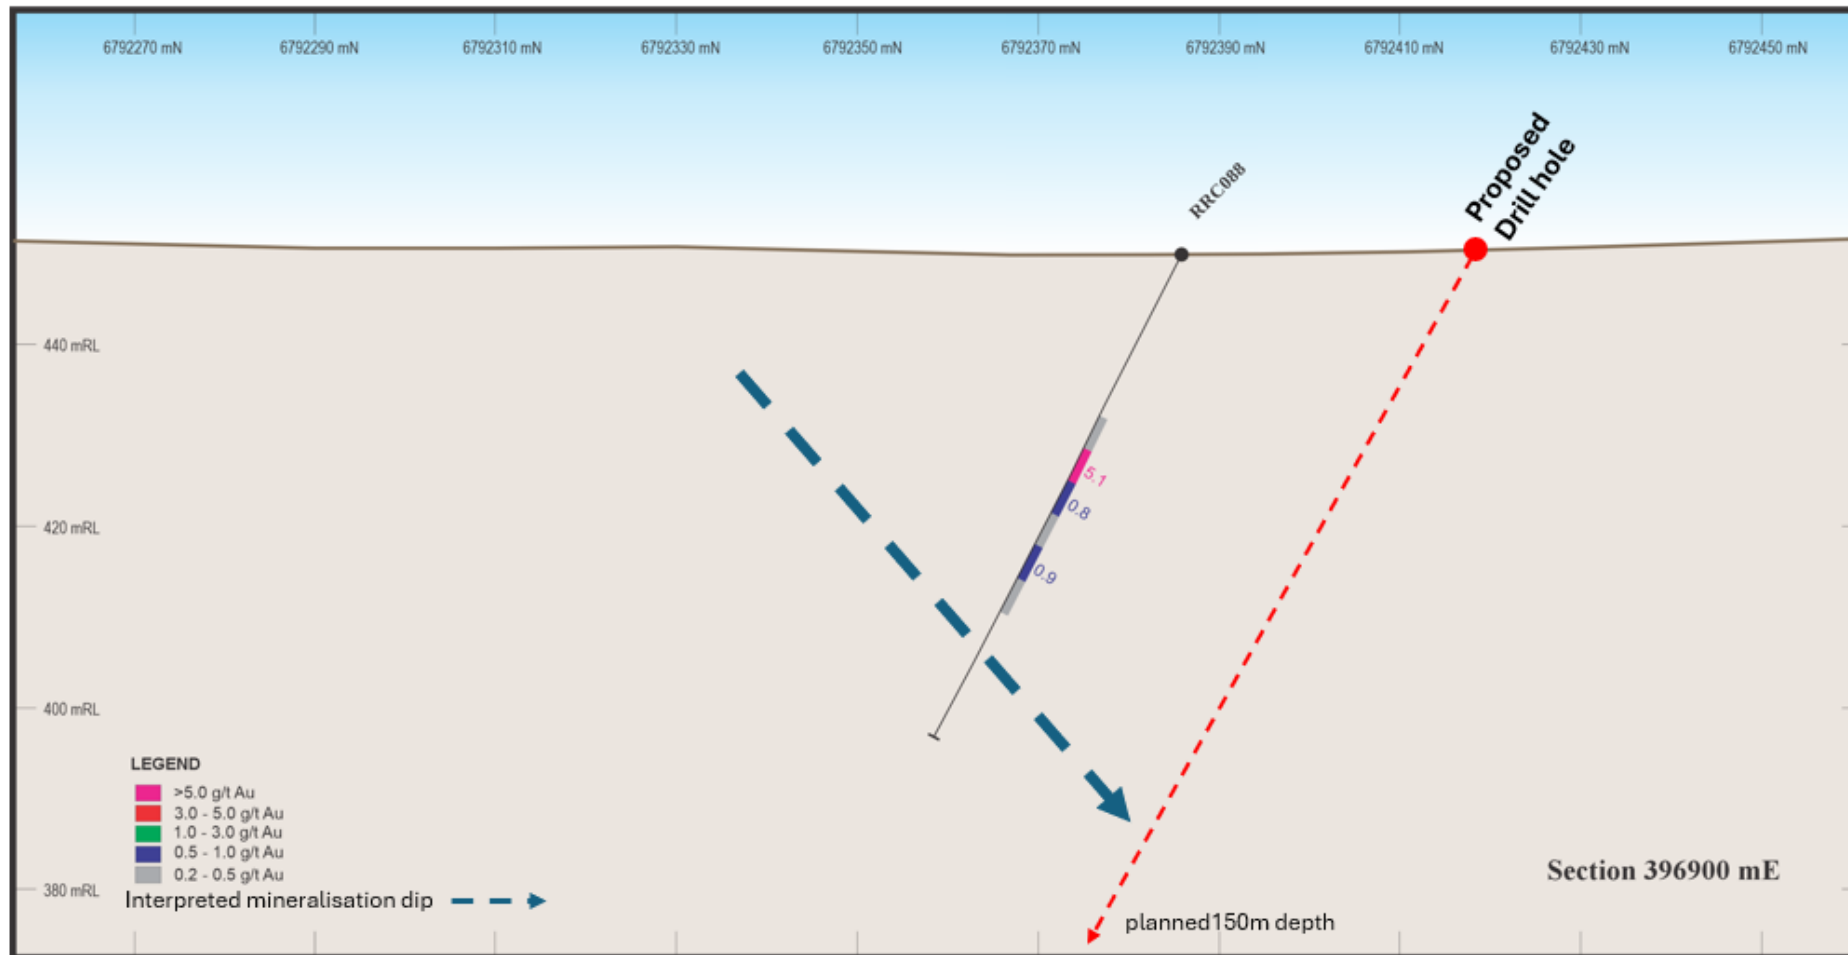 6792270 mN
6792290 mN
6792310 mN
6792330 mN
6792350 mN
6792370 mN
6792390 mN
6792410 mN
6792430 mN
6792450 mN
RRC088
Proposed
Drill hole
440 mRL
5.1
0.8
420 mRL
0.9
400 mRL
LEGEND
>5.0 g/t Au
3.0 - 5.0 g/t Au
1.0 - 3.0 g/t Au
0.5 - 1.0 g/t Au
0.2 - 0.5 g/t Au
Section 396900 mE
380 mRL
Interpreted mineralisation dip
planned150m depth